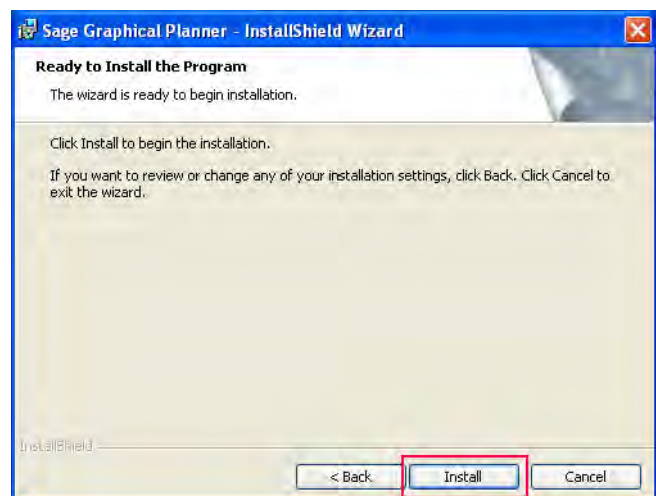 Sage Graphical Planner - InstallShield Wizard
Ready to Install the Program
The wizard is ready to begin installation.
Click Install to begin the installation.
If you want to review or change any of your installation settings, click Back. Click Cancel to
exit the wizard.
InstallShield
< Back Install Cancel